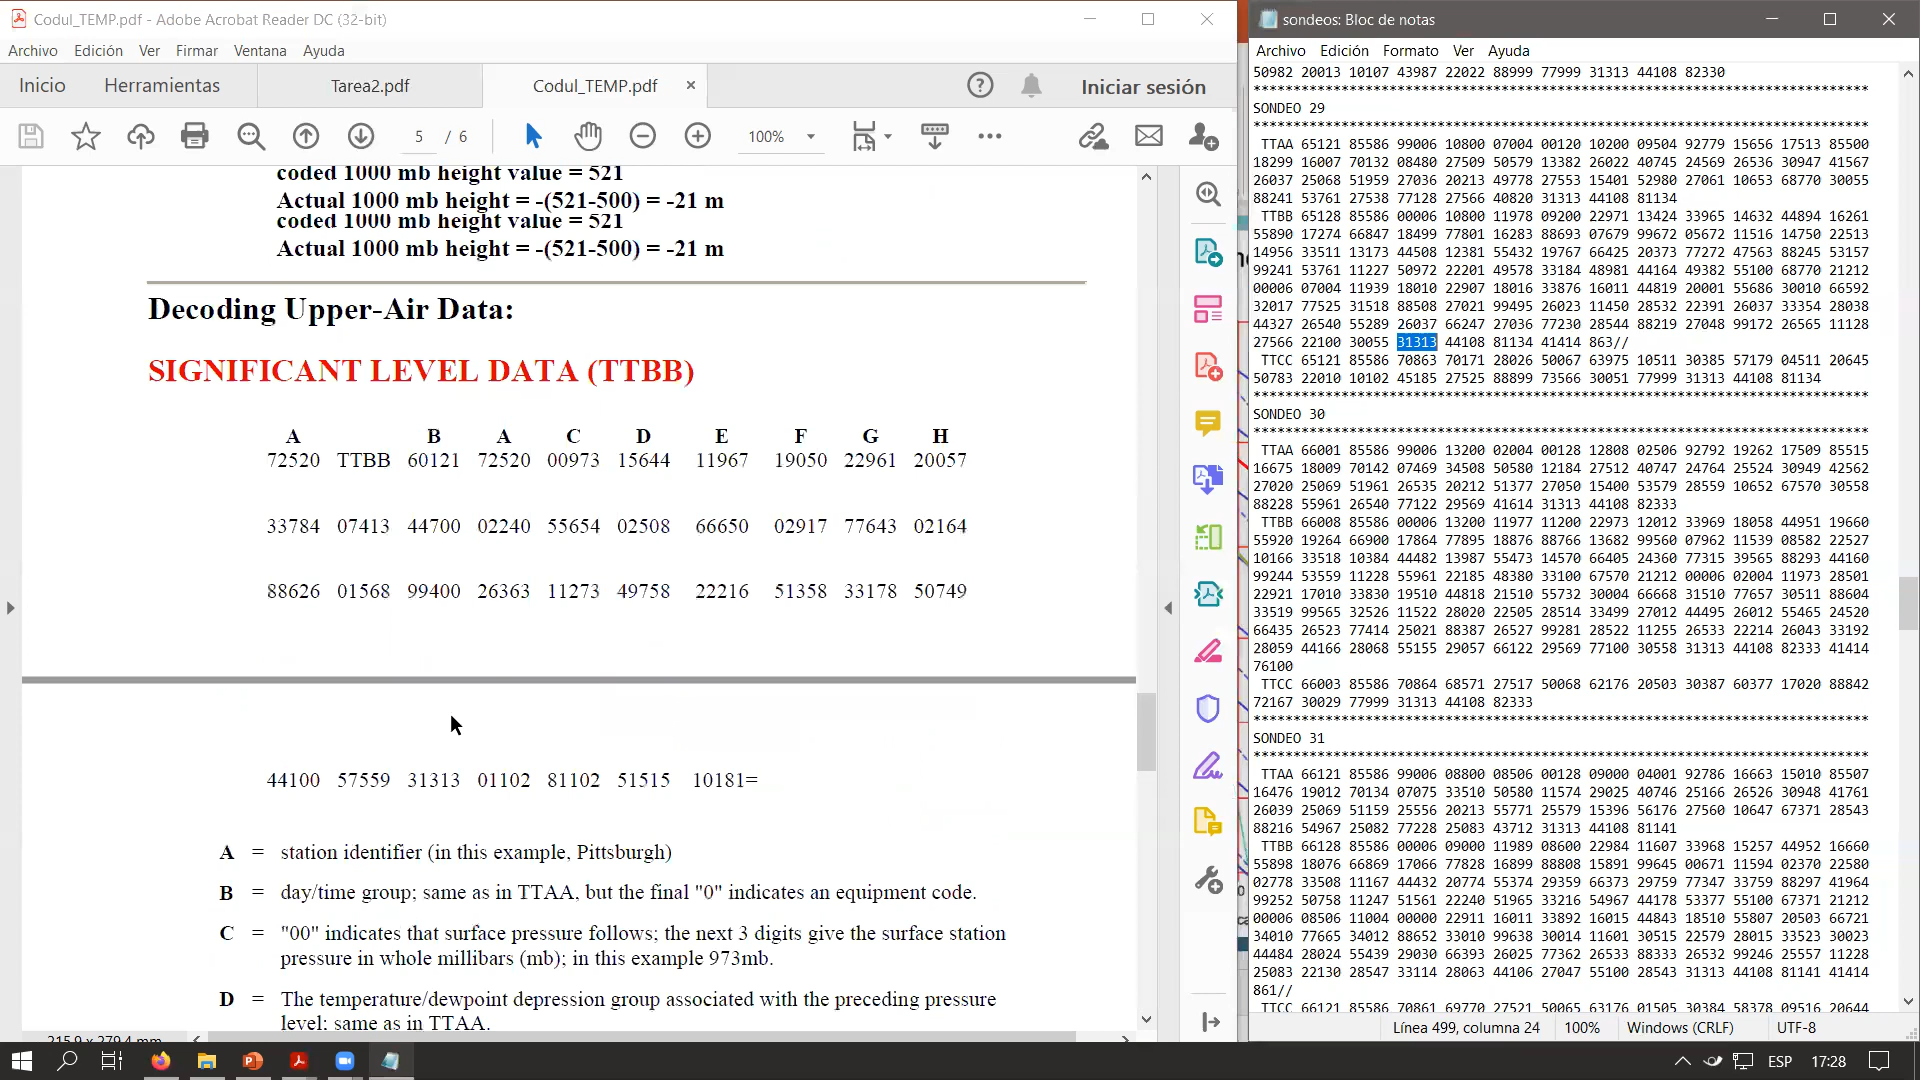 Codul_TEMP.pdf - Adobe Acrobat Reader DC (32-bit)
Archivo Edición Ver Firmar Ventana Ayuda
Inicio Herramientas Tarea2.pdf Codul_TEMP.pdf × Iniciar sesión
5 / 6 100%
coded 1000 mb height value = 521
Actual 1000 mb height = -(521-500) = -21 m
coded 1000 mb height value = 521
Actual 1000 mb height = -(521-500) = -21 m
Decoding Upper-Air Data:
SIGNIFICANT LEVEL DATA (TTBB)
A B A C D E F G H
72520 TTBB 60121 72520 00973 15644 11967 19050 22961 20057
33784 07413 44700 02240 55654 02508 66650 02917 77643 02164
88626 01568 99400 26363 11273 49758 22216 51358 33178 50749
44100 57559 31313 01102 81102 51515 10181=
A = station identifier (in this example, Pittsburgh)
B = day/time group; same as in TTAA, but the final "0" indicates an equipment code.
C = "00" indicates that surface pressure follows; the next 3 digits give the surface station
pressure in whole millibars (mb); in this example 973mb.
D = The temperature/dewpoint depression group associated with the preceding pressure
level; same as in TTAA.
215,9 x 279,4 mm
sondeos: Bloc de notas
Archivo Edición Formato Ver Ayuda
50982 20013 10107 43987 22022 88999 77999 31313 44108 82330
*****************************************************************************
SONDEO 29
*****************************************************************************
TTAA 65121 85586 99006 10800 07004 00120 10200 09504 92779 15656 17513 85500
18299 16007 70132 08480 27509 50579 13382 26022 40745 24569 26536 30947 41567
26037 25068 51959 27036 20213 49778 27553 15401 52980 27061 10653 68770 30055
88241 53761 27538 77128 27566 40820 31313 44108 81134
TTBB 65128 85586 00006 10800 11978 09200 22971 13424 33965 14632 44894 16261
55890 17274 66847 18499 77801 16283 88693 07679 99672 05672 11516 14750 22513
14956 33511 13173 44508 12381 55432 19767 66425 20373 77272 47563 88245 53157
99241 53761 11227 50972 22201 49578 33184 48981 44164 49382 55100 68770 21212
00006 07004 11939 18010 22907 18016 33876 16011 44819 20001 55686 30010 66592
32017 77525 31518 88508 27021 99495 26023 11450 28532 22391 26037 33354 28038
44327 26540 55289 26037 66247 27036 77230 28544 88219 27048 99172 26565 11128
27566 22100 30055 31313 44108 81134 41414 863//
TTCC 65121 85586 70863 70171 28026 50067 63975 10511 30385 57179 04511 20645
50783 22010 10102 45185 27525 88899 73566 30051 77999 31313 44108 81134
*****************************************************************************
SONDEO 30
*****************************************************************************
TTAA 66001 85586 99006 13200 02004 00128 12808 02506 92792 19262 17509 85515
16675 18009 70142 07469 34508 50580 12184 27512 40747 24764 25524 30949 42562
27020 25069 51961 26535 20212 51377 27050 15400 53579 28559 10652 67570 30558
88228 55961 26540 77122 29569 41614 31313 44108 82333
TTBB 66008 85586 00006 13200 11977 11200 22973 12012 33969 18058 44951 19660
55920 19264 66900 17864 77895 18876 88766 13682 99560 07962 11539 08582 22527
10166 33518 10384 44482 13987 55473 14570 66405 24360 77315 39565 88293 44160
99244 53559 11228 55961 22185 48380 33100 67570 21212 00006 02004 11973 28501
22921 17010 33830 19510 44818 21510 55732 30004 66668 31510 77657 30511 88604
33519 99565 32526 11522 28020 22505 28514 33499 27012 44495 26012 55465 24520
66435 26523 77414 25021 88387 26527 99281 28522 11255 26533 22214 26043 33192
28059 44166 28068 55155 29057 66122 29569 77100 30558 31313 44108 82333 41414
76100
TTCC 66003 85586 70864 68571 27517 50068 62176 20503 30387 60377 17020 88842
72167 30029 77999 31313 44108 82333
*****************************************************************************
SONDEO 31
*****************************************************************************
TTAA 66121 85586 99006 08800 08506 00128 09000 04001 92786 16663 15010 85507
16476 19012 70134 07075 33510 50580 11574 29025 40746 25166 26526 30948 41761
26039 25069 51159 25556 20213 55771 25579 15396 56176 27560 10647 67371 28543
88216 54967 25082 77228 25083 43712 31313 44108 81141
TTBB 66128 85586 00006 09000 11989 08600 22984 11607 33968 15257 44952 16660
55898 18076 66869 17066 77828 16899 88808 15891 99645 00671 11594 02370 22580
02778 33508 11167 44432 20774 55374 29359 66373 29759 77347 33759 88297 41964
99252 50758 11247 51561 22240 51965 33216 54967 44178 53377 55100 67371 21212
00006 08506 11004 00000 22911 16011 33892 16015 44843 18510 55807 20503 66721
34010 77665 34012 88652 33010 99638 30014 11601 30515 22579 28015 33523 30023
44484 28024 55439 29030 66393 26025 77362 26533 88333 26532 99246 25557 11228
25083 22130 28547 33114 28063 44106 27047 55100 28543 31313 44108 81141 41414
861//
TTCC 66121 85586 70861 69770 27521 50065 63176 01505 30384 58378 09516 20644
Línea 499, columna 24 100% Windows (CRLF) UTF-8
ESP 17:28